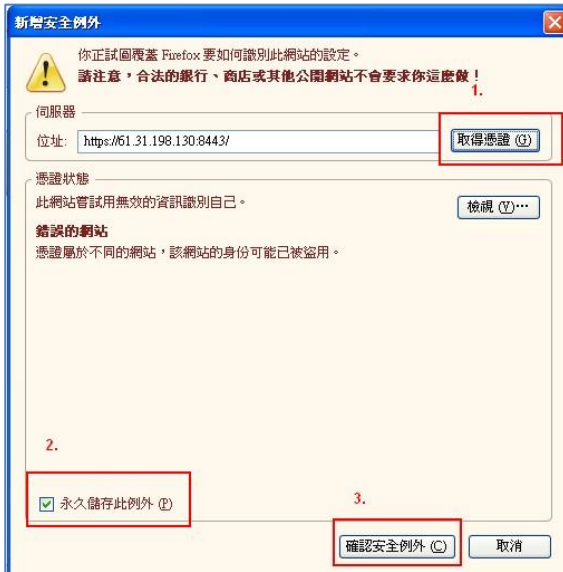 新增安全例外
你正試圖覆蓋 Firefox 要如何識別此網站的設定。
請注意，合法的銀行、商店或其他公開網站不會要求你這麼做！
1.
伺服器
位址: https://61.31.198.130:8443/ 取得憑證 (G)
憑證狀態
此網站嘗試用無效的資訊識別自己。 檢視 (V)…
錯誤的網站
憑證屬於不同的網站，該網站的身份可能已被盜用。
2.
永久儲存此例外 (P)
3.
確認安全例外 (C) 取消